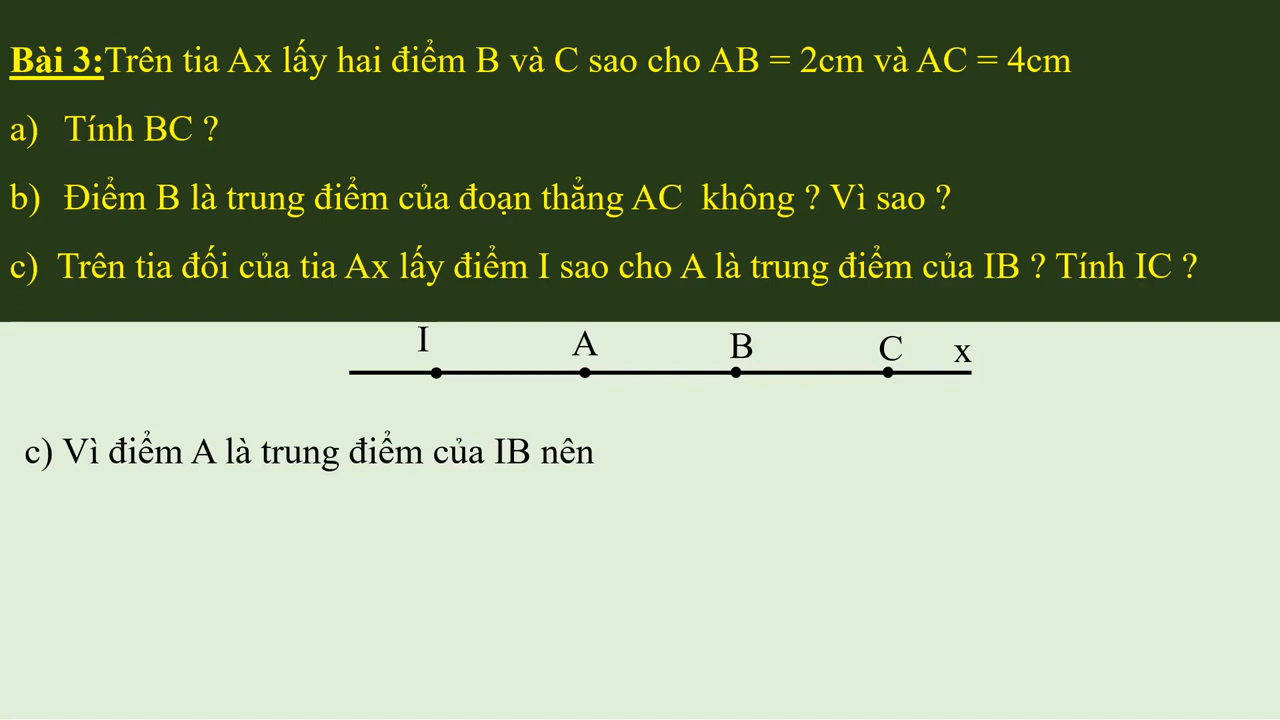 Bài 3:Trên tia Ax lấy hai điểm B và C sao cho AB = 2cm và AC = 4cm
a) Tính BC ?
b) Điểm B là trung điểm của đoạn thẳng AC không ? Vì sao ?
c) Trên tia đối của tia Ax lấy điểm I sao cho A là trung điểm của IB ? Tính IC ?
I A B C x
c) Vì điểm A là trung điểm của IB nên